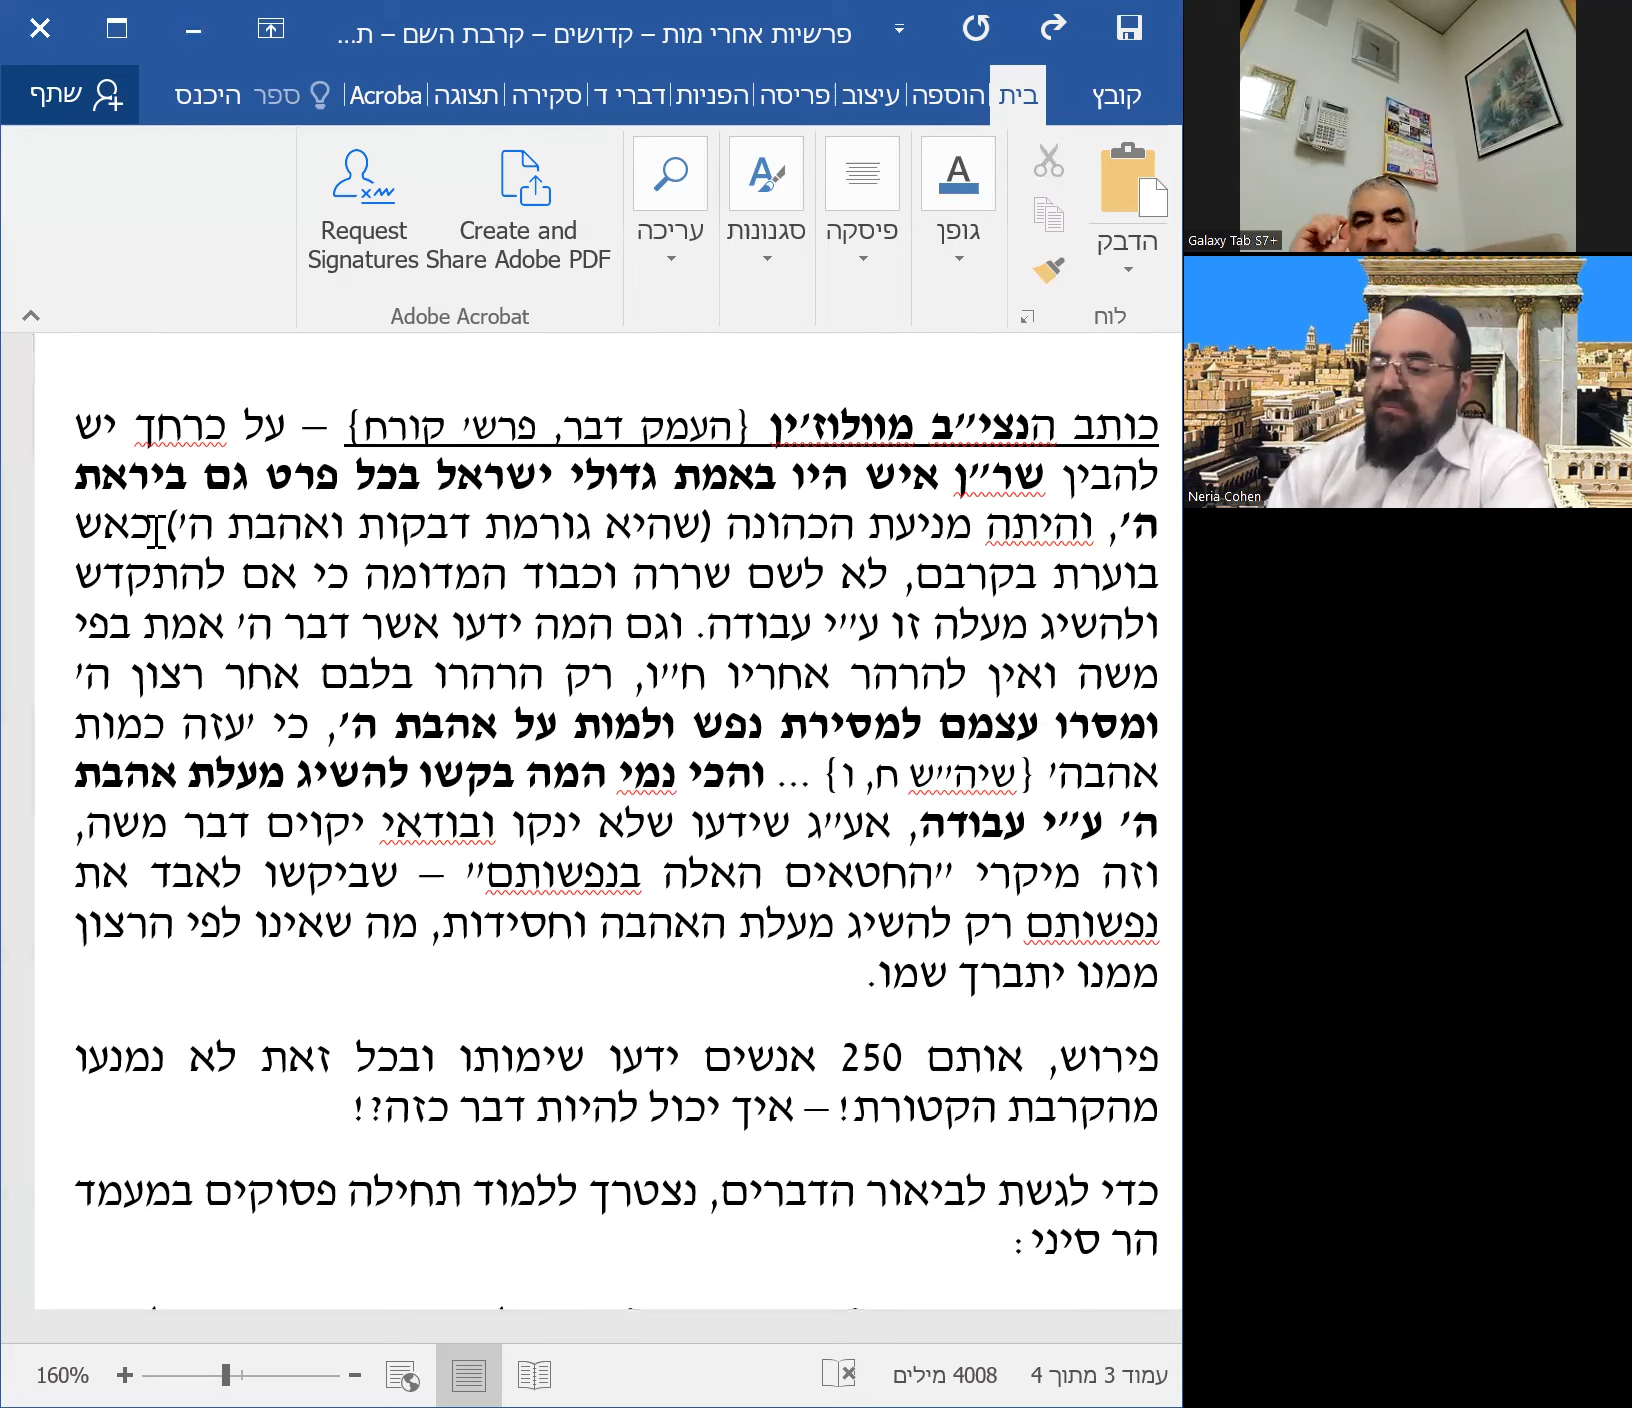 פרשיות אחרי מות – קדושים – קרבת השם – ת...
קובץ בית הוספה עיצוב פריסה הפניות דברי ד סקירה תצוגה Acroba ספר היכנס שתף
הדבק
גופן
פיסקה
סגנונות
עריכה
Create and
Share Adobe PDF
Request
Signatures
לוח
Adobe Acrobat
כותב הנצי״ב מוולוז׳ין {העמק דבר, פרש׳ קורח} – על כרחך יש
להבין שר״ן איש היו באמת גדולי ישראל בכל פרט גם ביראת
ה׳, והיתה מניעת הכהונה (שהיא גורמת דבקות ואהבת ה׳) כאש
בוערת בקרבם, לא לשם שררה וכבוד המדומה כי אם להתקדש
ולהשיג מעלה זו ע״י עבודה. וגם המה ידעו אשר דבר ה׳ אמת בפי
משה ואין להרהר אחריו ח״ו, רק הרהרו בלבם אחר רצון ה׳
ומסרו עצמם למסירת נפש ולמות על אהבת ה׳, כי ׳עזה כמות
אהבה׳ {שיה״ש ח, ו} ... והכי נמי המה בקשו להשיג מעלת אהבת
ה׳ ע״י עבודה, אע״ג שידעו שלא ינקו ובודאי יקוים דבר משה,
וזה מיקרי ״החטאים האלה בנפשותם״ – שביקשו לאבד את
נפשותם רק להשיג מעלת האהבה וחסידות, מה שאינו לפי הרצון
ממנו יתברך שמו.
פירוש, אותם 250 אנשים ידעו שימותו ובכל זאת לא נמנעו
מהקרבת הקטורת! – איך יכול להיות דבר כזה?!
כדי לגשת לביאור הדברים, נצטרך ללמוד תחילה פסוקים במעמד
הר סיני:
עמוד 3 מתוך 4 4008 מילים
160%
Galaxy Tab S7+
Neria Cohen